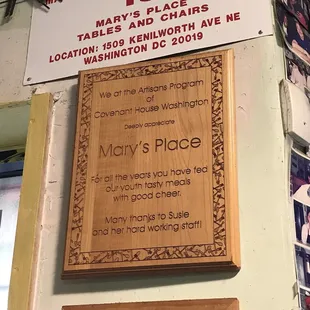 MARY'S PLACE
TABLES AND CHAIRS
LOCATION: 1509 KENILWORTH AVE NE
WASHINGTON DC 20019
We at the Artisans Program
of
Covenant House Washington
Deeply appreciate
Mary's Place
For all the years you have fed
our youth tasty meals
with good cheer.
Many thanks to Susie
and her hard working staff!